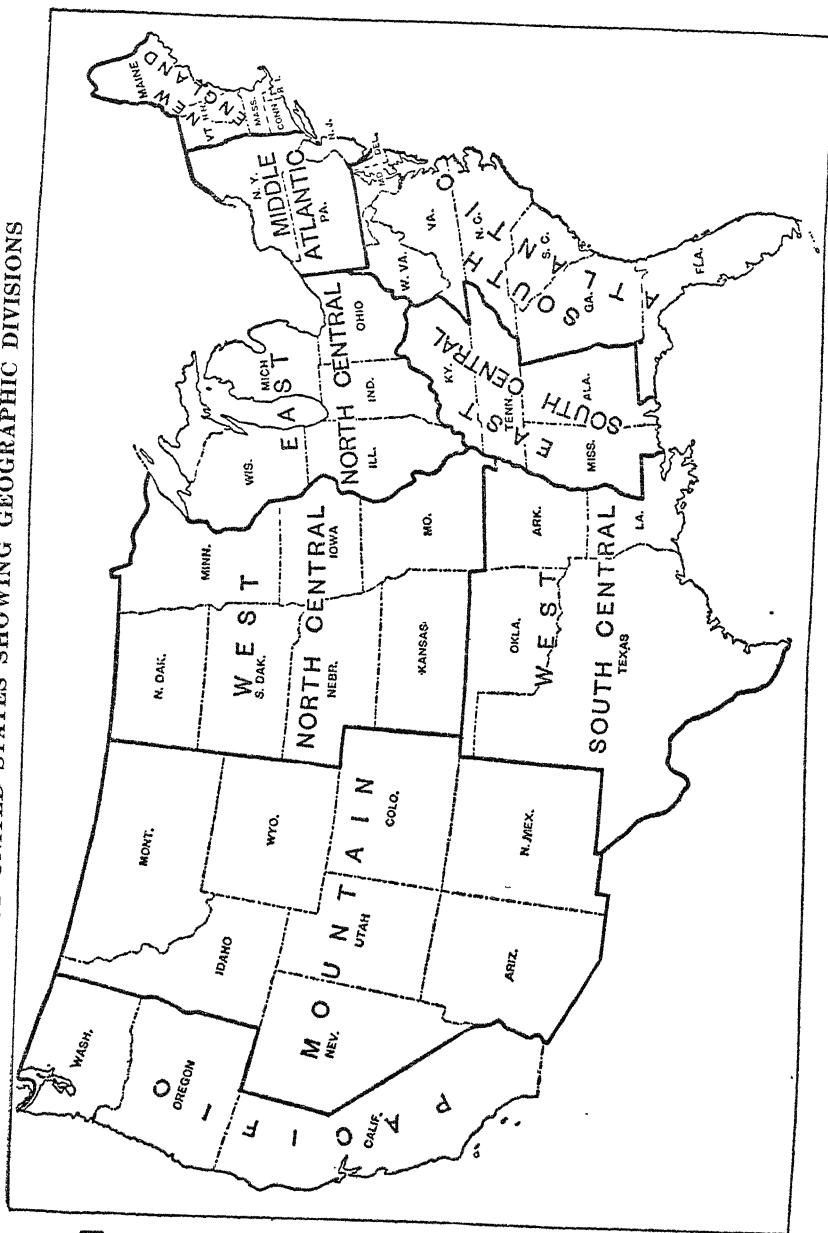 UNITED STATES SHOWING GEOGRAPHIC DIVISIONS
WASH.
OREGON
CALIF.
PACIFIC
MONT.
IDAHO
WYO.
NEV.
UTAH
COLO.
ARIZ.
N. MEX.
MOUNTAIN
N. DAK.
S. DAK.
MINN.
NEBR.
IOWA
KANSAS
MO.
WEST
NORTH CENTRAL
OKLA.
ARK.
TEXAS
LA.
WEST
SOUTH CENTRAL
WIS.
MICH
ILL.
IND.
OHIO
EAST
NORTH CENTRAL
KY.
TENN.
MISS.
ALA.
EAST
SOUTH
CENTRAL
N. Y.
PA.
N. J.
MIDDLE
ATLANTIC
MAINE
N.H.
VT
MASS.
CONN
R I.
NEW
ENGLAND
DEL.
MD
W. VA.
VA.
N. C.
S. C.
GA.
FLA.
SOUTH
ATLANTIC